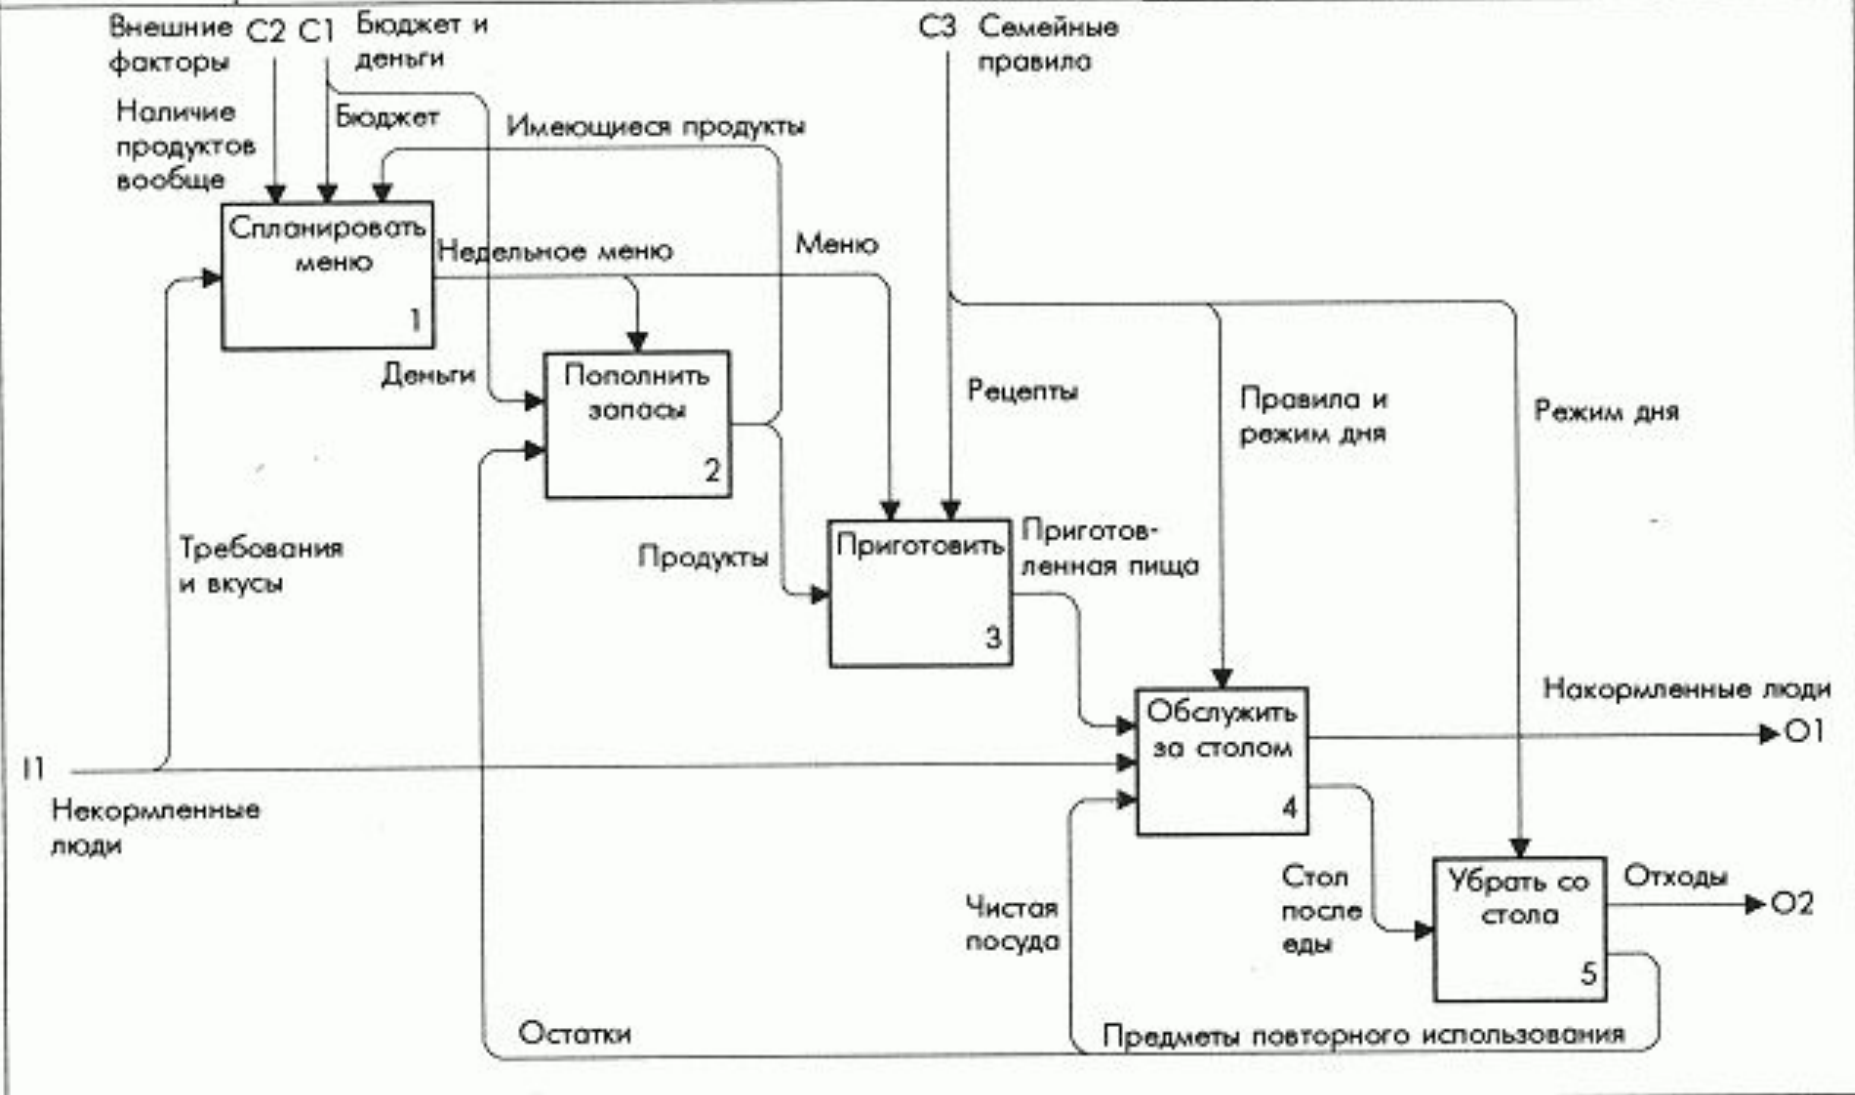 Внешние
факторы
C2
C1
Бюджет и
деньги
C3
Семейные
правила
Наличие
продуктов
вообще
Бюджет
Имеющиеся продукты
Спланировать
меню
1
Недельное меню
Меню
Деньги
Пополнить
запасы
2
Рецепты
Правила и
режим дня
Режим дня
Требования
и вкусы
Продукты
Приготовить
3
Приготов-
ленная пища
Обслужить
за столом
4
Накормленные люди
O1
I1
Некормленные
люди
Чистая
посуда
Стол
после
еды
Убрать со
стола
5
Отходы
O2
Остатки
Предметы повторного использования